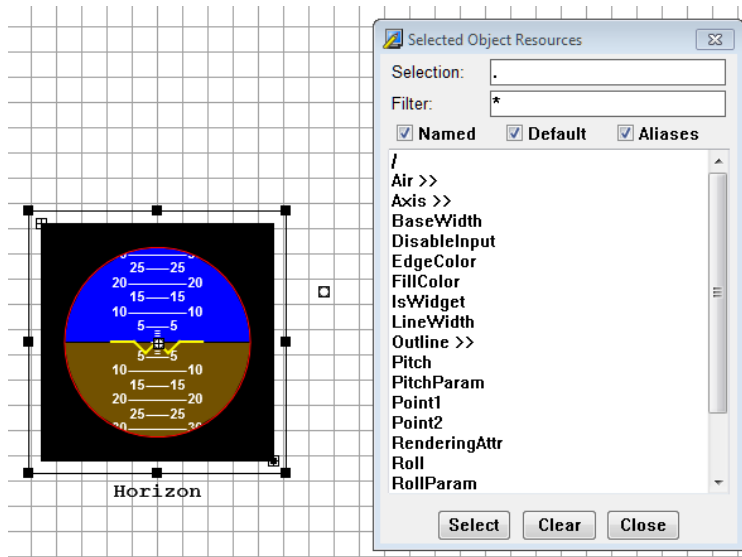 Selected Object Resources
Selection: .
Filter: *
Named Default Aliases
/
Air >>
Axis >>
BaseWidth
DisableInput
EdgeColor
FillColor
IsWidget
LineWidth
Outline >>
Pitch
PitchParam
Point1
Point2
RenderingAttr
Roll
RollParam
Select Clear Close
25 25
20 20
15 15
10 10
5 5
5 5
10 10
15 15
20 20
25 25
30 30
Horizon